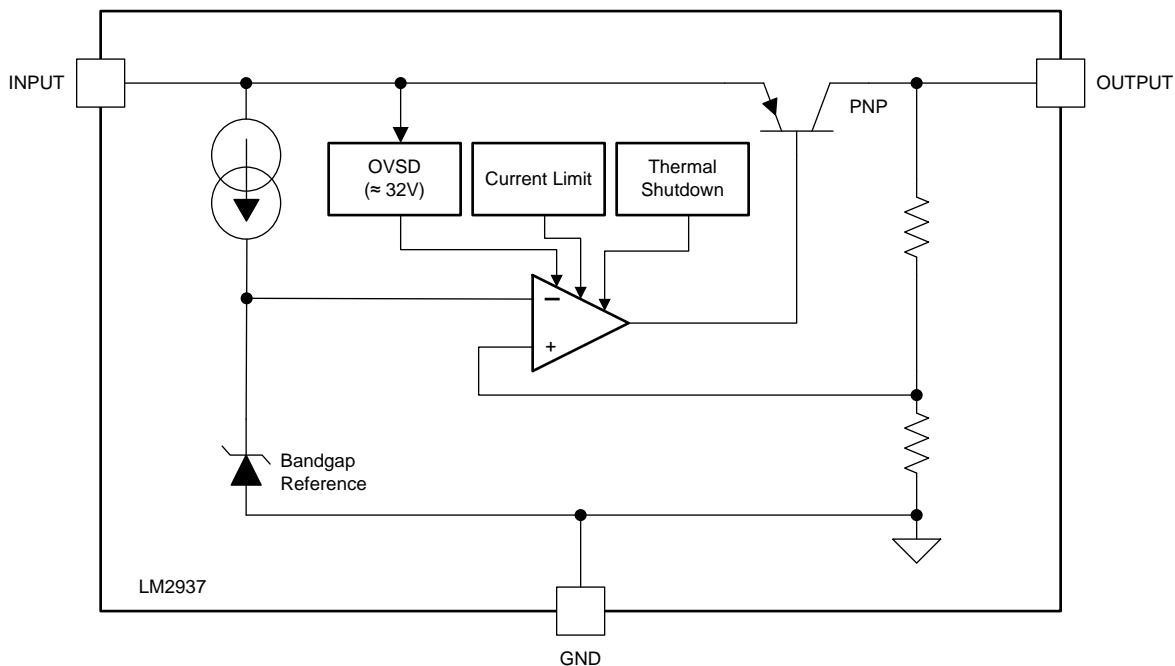 INPUT
OUTPUT
PNP
OVSD
(≈ 32V)
Current Limit
Thermal
Shutdown
−
+
Bandgap
Reference
LM2937
GND